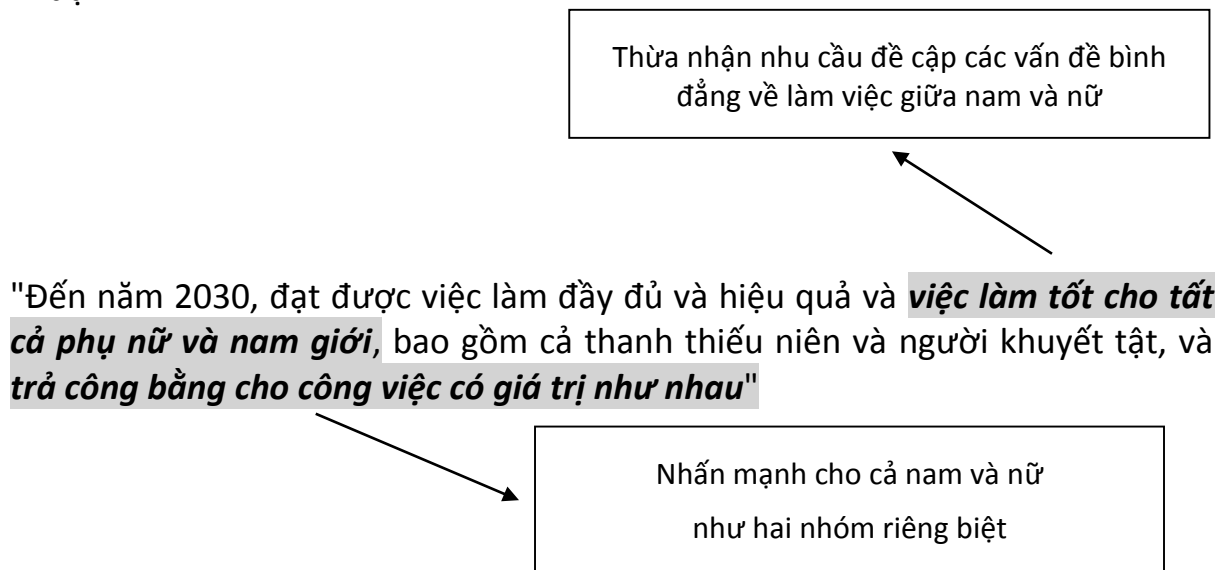 Thừa nhận nhu cầu đề cập các vấn đề bình
đẳng về làm việc giữa nam và nữ
"Đến năm 2030, đạt được việc làm đầy đủ và hiệu quả và việc làm tốt cho tất
cả phụ nữ và nam giới, bao gồm cả thanh thiếu niên và người khuyết tật, và
trả công bằng cho công việc có giá trị như nhau"
Nhấn mạnh cho cả nam và nữ
như hai nhóm riêng biệt